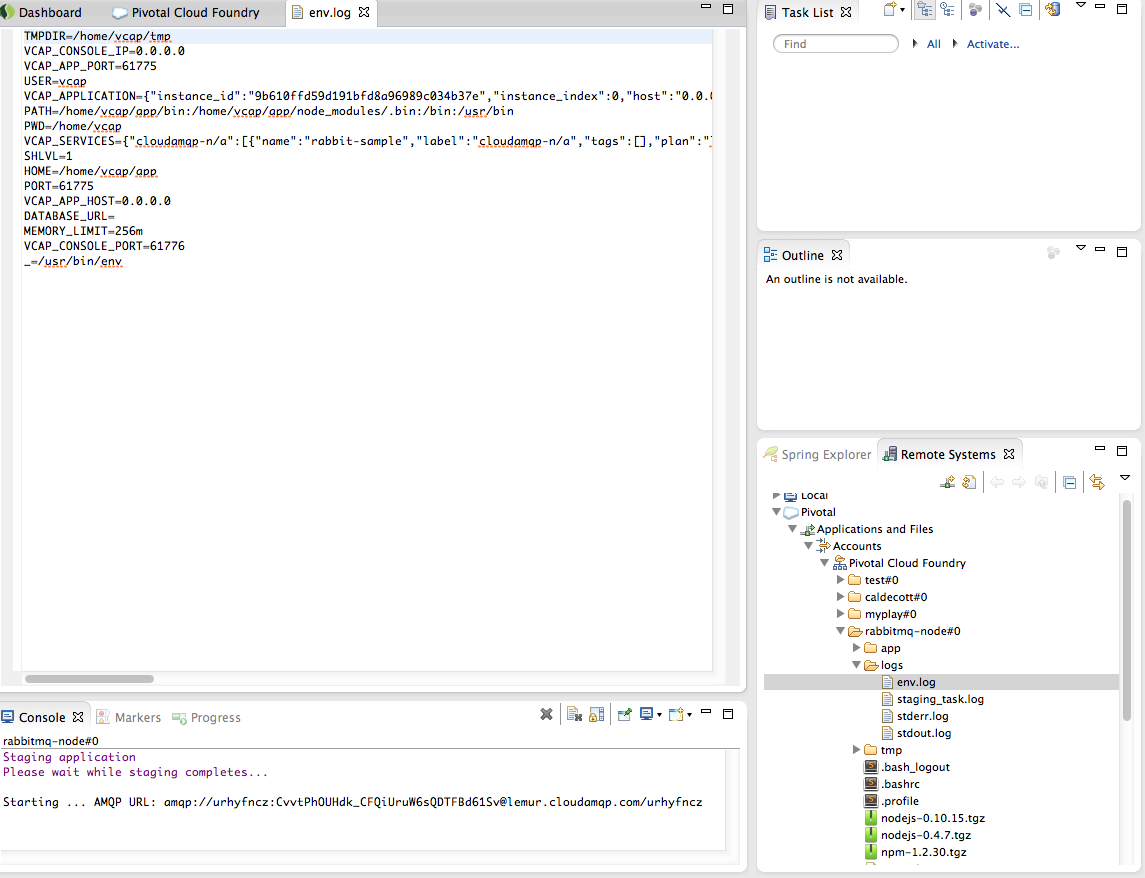 Dashboard
Pivotal Cloud Foundry
env.log
TMPDIR=/home/vcap/tmp
VCAP_CONSOLE_IP=0.0.0.0
VCAP_APP_PORT=61775
USER=vcap
VCAP_APPLICATION={"instance_id":"9b610ffd59d191bfd8a96989c034b37e","instance_index":0,"host":"0.0.
PATH=/home/vcap/app/bin:/home/vcap/app/node_modules/.bin:/bin:/usr/bin
PWD=/home/vcap
VCAP_SERVICES={"cloudamqp-n/a":[{"name":"rabbit-sample","label":"cloudamqp-n/a","tags":[],"plan":"
SHLVL=1
HOME=/home/vcap/app
PORT=61775
VCAP_APP_HOST=0.0.0.0
DATABASE_URL=
MEMORY_LIMIT=256m
VCAP_CONSOLE_PORT=61776
_=/usr/bin/env
Console
Markers
Progress
rabbitmq-node#0
Staging application
Please wait while staging completes...
Starting ... AMQP URL: amqp://urhyfncz:CvvtPhOUHdk_CFQiUruW6sQDTFBd61Sv@lemur.cloudamqp.com/urhyfncz
Task List
Find
All
Activate...
Outline
An outline is not available.
Spring Explorer
Remote Systems
Local
Pivotal
Applications and Files
Accounts
Pivotal Cloud Foundry
test#0
caldecott#0
myplay#0
rabbitmq-node#0
app
logs
env.log
staging_task.log
stderr.log
stdout.log
tmp
.bash_logout
.bashrc
.profile
nodejs-0.10.15.tgz
nodejs-0.4.7.tgz
npm-1.2.30.tgz